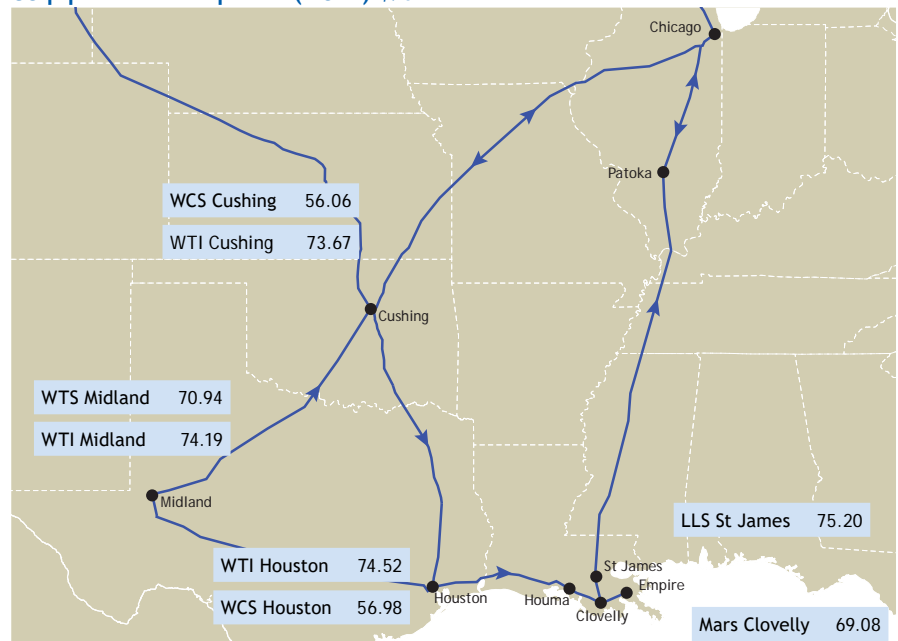 Chicago
Patoka
WCS Cushing 56.06
WTI Cushing 73.67
Cushing
WTS Midland 70.94
WTI Midland 74.19
Midland
LLS St James 75.20
WTI Houston 74.52
St James
Empire
Houston
Houma
WCS Houston 56.98
Clovelly
Mars Clovelly 69.08